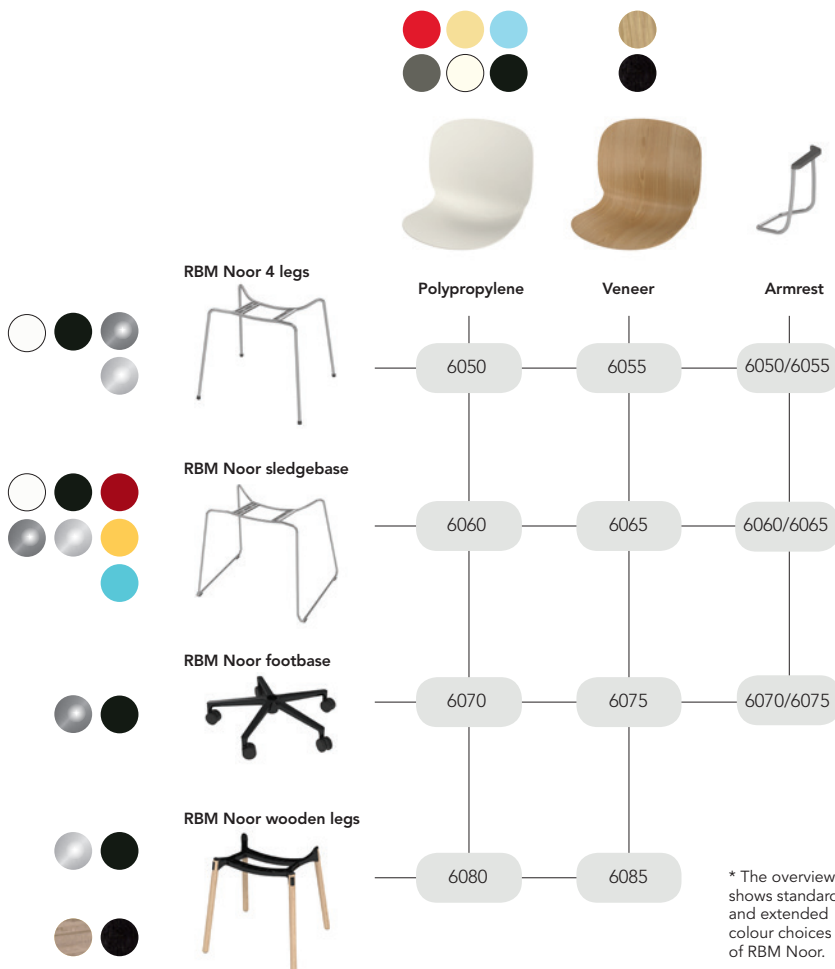 RBM Noor 4 legs
Polypropylene
Veneer
Armrest
6050
6055
6050/6055
RBM Noor sledgebase
6060
6065
6060/6065
RBM Noor footbase
6070
6075
6070/6075
RBM Noor wooden legs
6080
6085
* The overview
shows standard
and extended
colour choices
of RBM Noor.